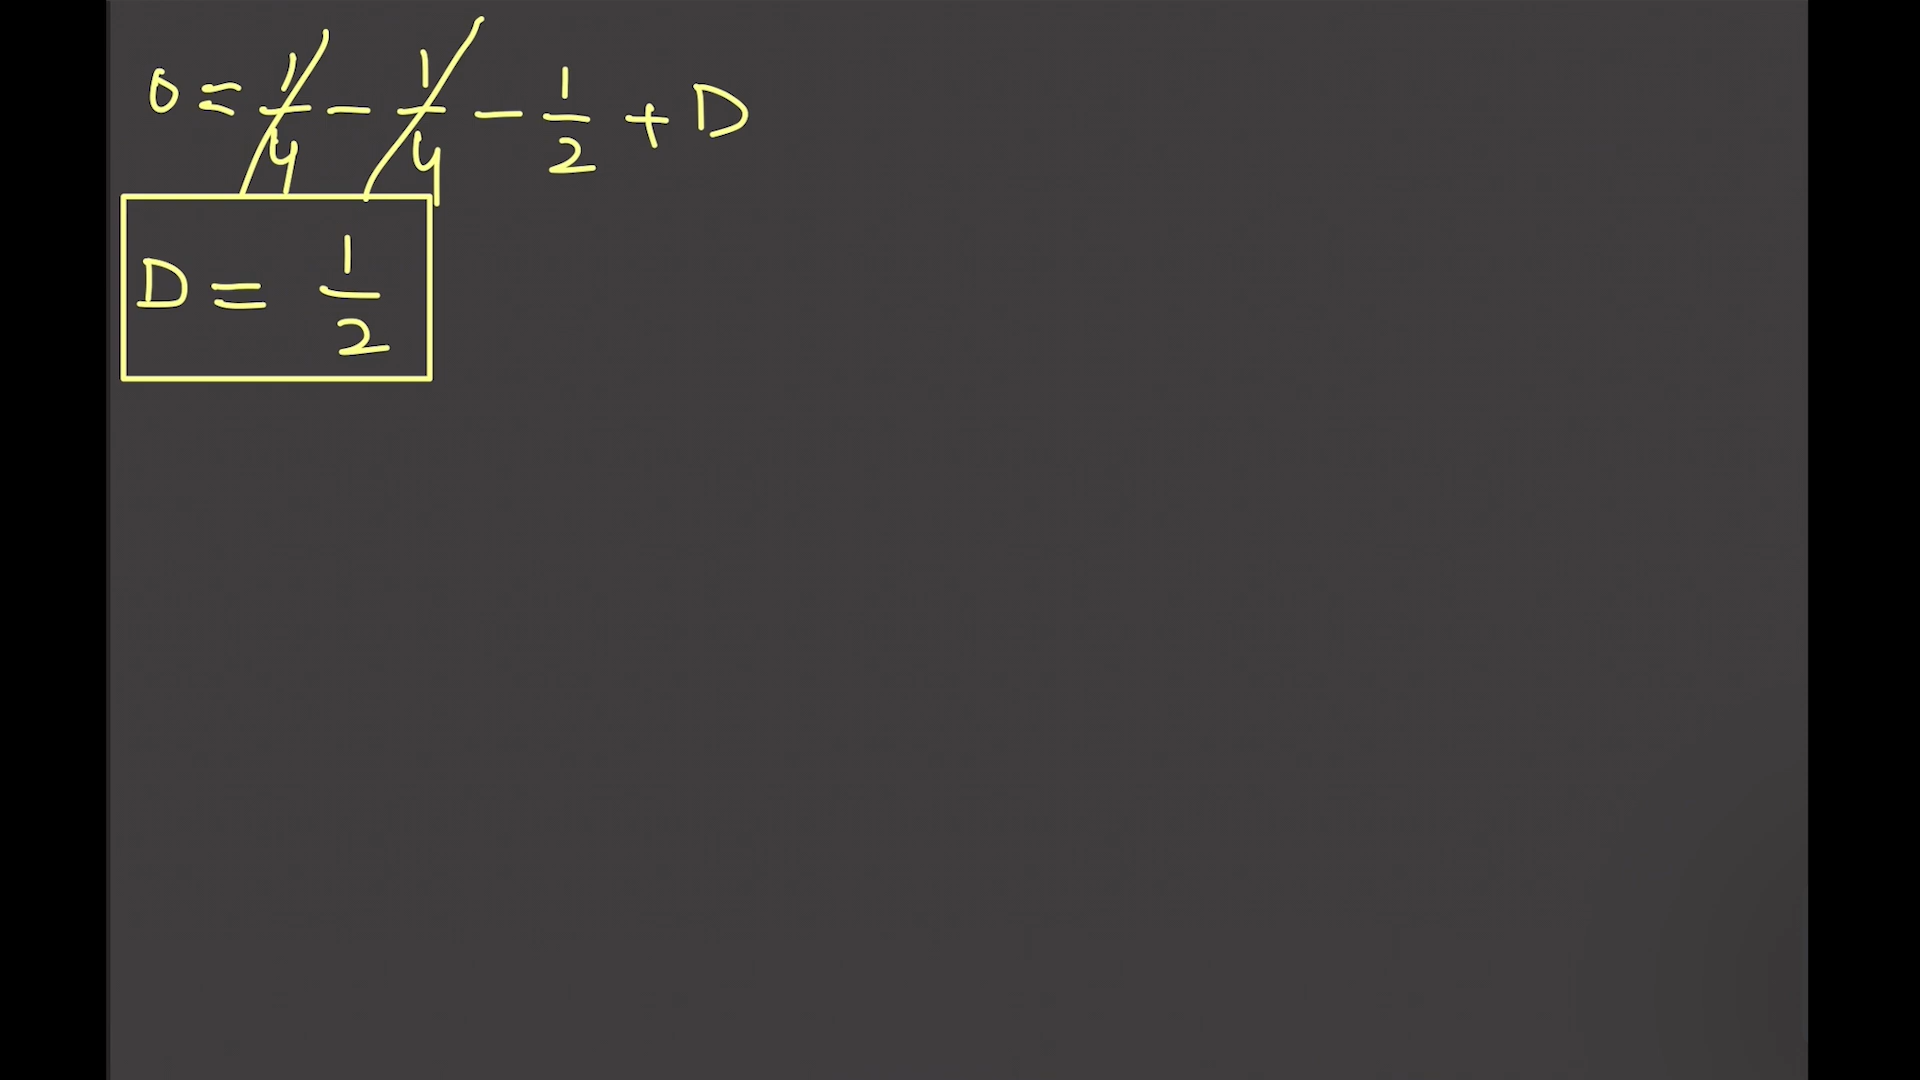 0 = 1/4 - 1/4 - 1/2 + D
D = 1/2